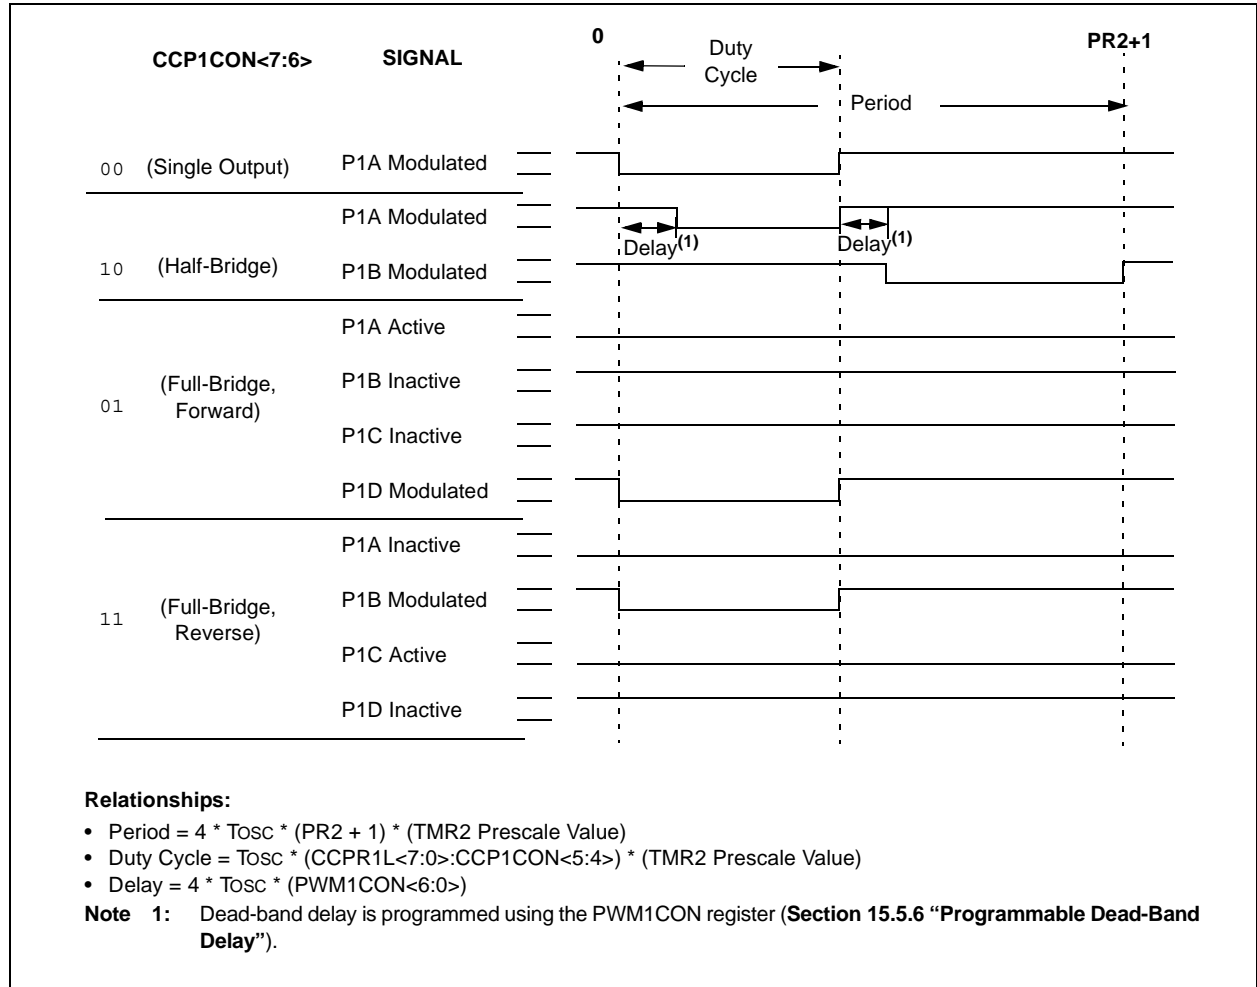 CCP1CON<7:6>
SIGNAL
0
Duty
Cycle
PR2+1
Period
00
(Single Output)
P1A Modulated
P1A Modulated
Delay(1)
Delay(1)
10
(Half-Bridge)
P1B Modulated
P1A Active
01
(Full-Bridge,
Forward)
P1B Inactive
P1C Inactive
P1D Modulated
P1A Inactive
11
(Full-Bridge,
Reverse)
P1B Modulated
P1C Active
P1D Inactive
Relationships:
• Period = 4 * TOSC * (PR2 + 1) * (TMR2 Prescale Value)
• Duty Cycle = TOSC * (CCPR1L<7:0>:CCP1CON<5:4>) * (TMR2 Prescale Value)
• Delay = 4 * TOSC * (PWM1CON<6:0>)
Note 1: Dead-band delay is programmed using the PWM1CON register (Section 15.5.6 “Programmable Dead-Band
Delay”).